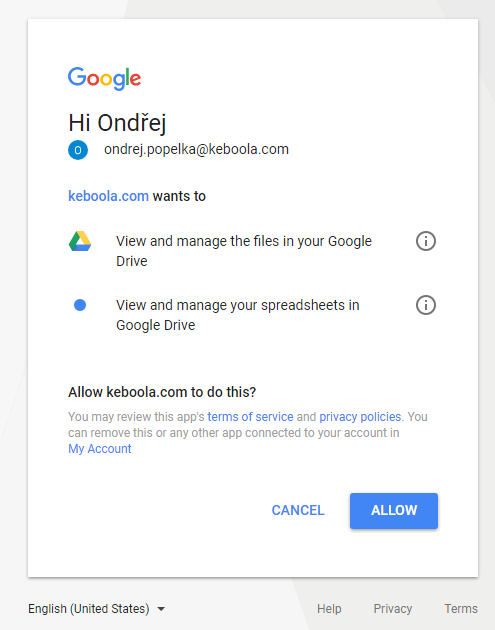 Google
Hi Ondřej
O ondrej.popelka@keboola.com
keboola.com wants to
View and manage the files in your Google
Drive
View and manage your spreadsheets in
Google Drive
Allow keboola.com to do this?
You may review this app's terms of service and privacy policies. You
can remove this or any other app connected to your account in
My Account
CANCEL ALLOW
English (United States) Help Privacy Terms